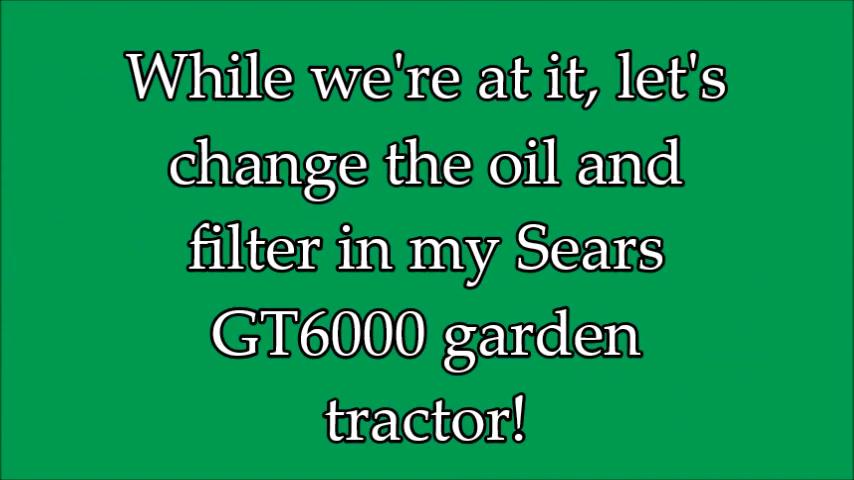 While we're at it, let's
change the oil and
filter in my Sears
GT6000 garden
tractor!